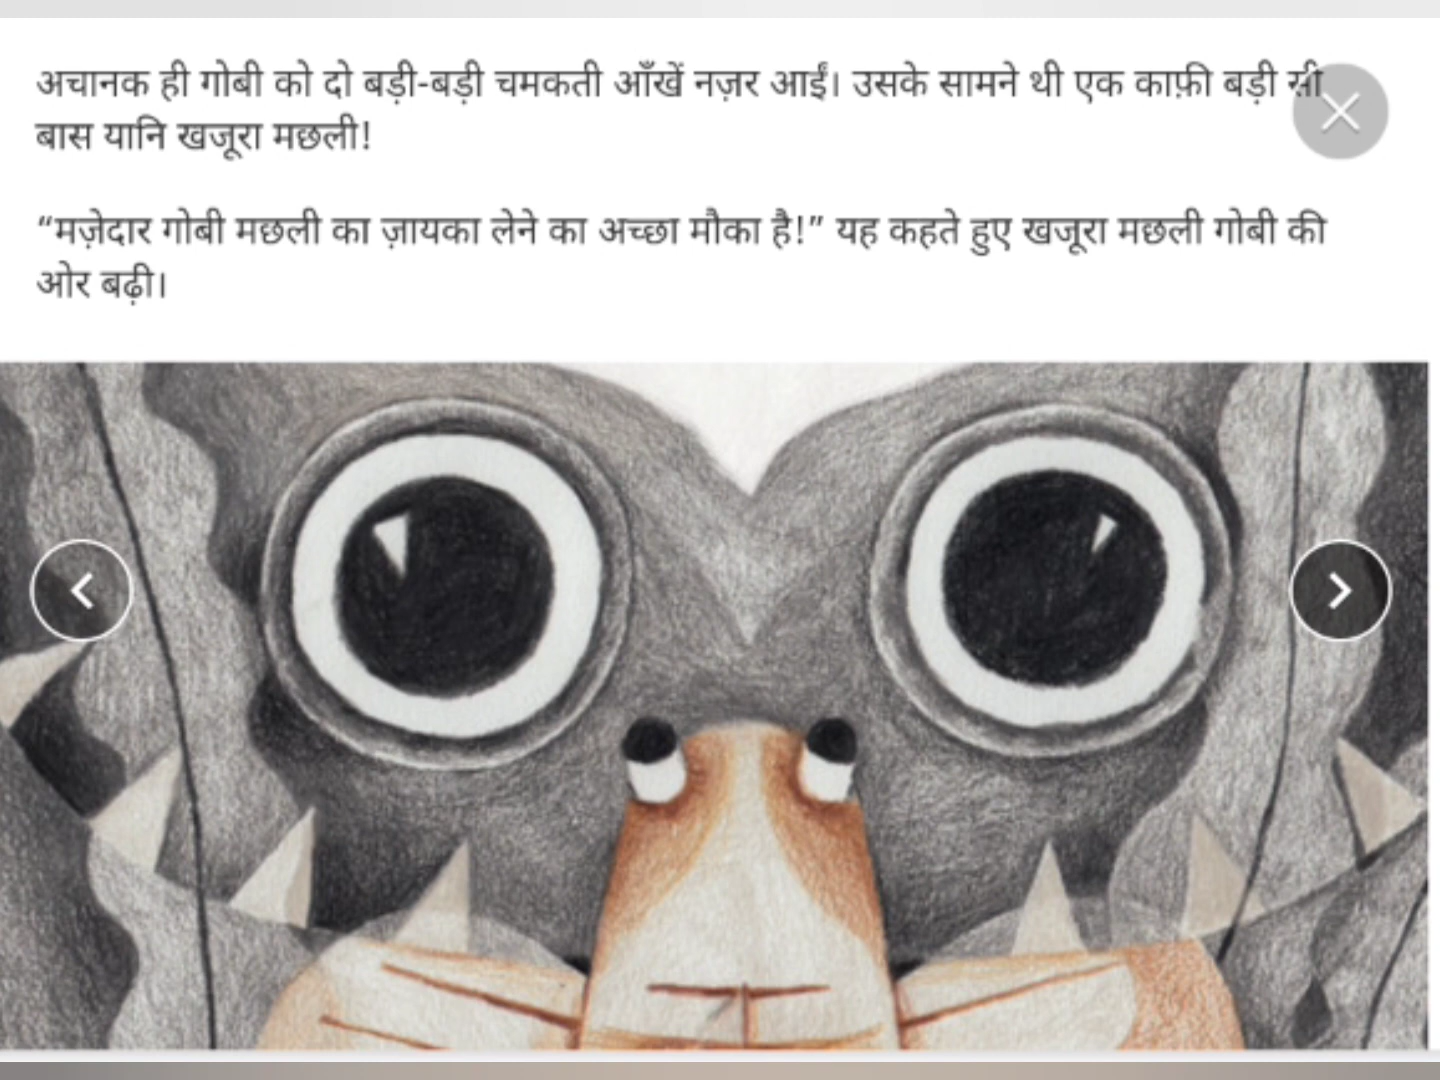 अचानक ही गोबी को दो बड़ी-बड़ी चमकती आँखें नज़र आईं। उसके सामने थी एक काफ़ी बड़ी सी
बास यानि खजूरा मछली!
“मज़ेदार गोबी मछली का ज़ायका लेने का अच्छा मौका है!” यह कहते हुए खजूरा मछली गोबी की
ओर बढ़ी।